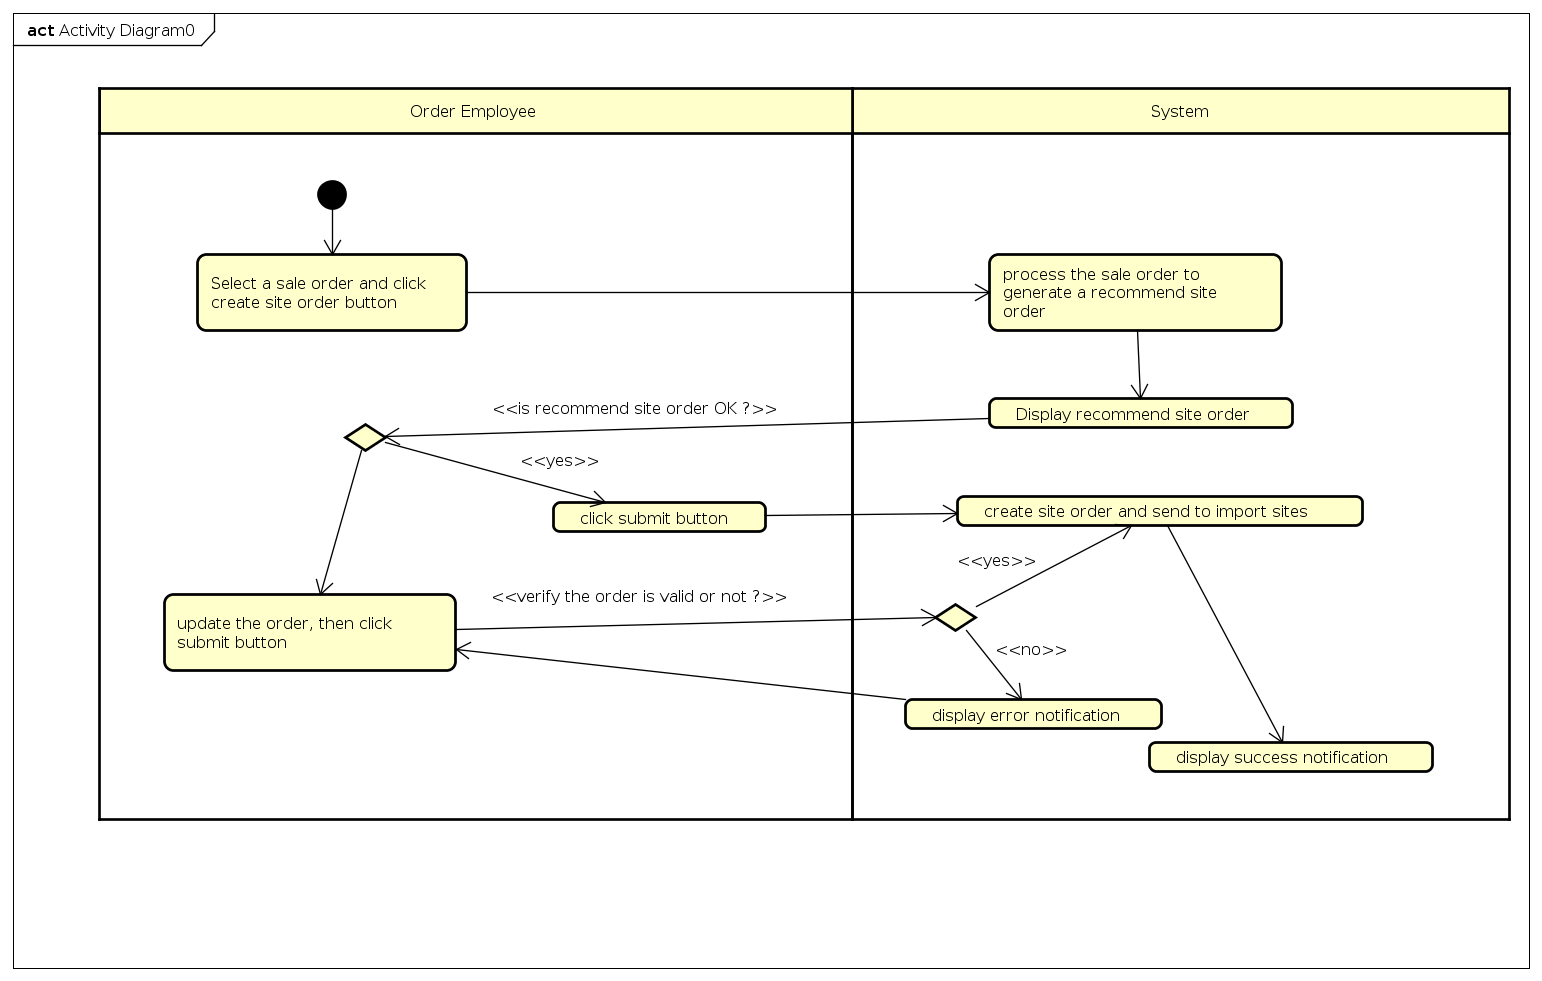 act Activity Diagram0
Order Employee
System
Select a sale order and click
create site order button
process the sale order to
generate a recommend site
order
<<is recommend site order OK ?>>
Display recommend site order
<<yes>>
click submit button
create site order and send to import sites
<<yes>>
<<verify the order is valid or not ?>>
update the order, then click
submit button
<<no>>
display error notification
display success notification